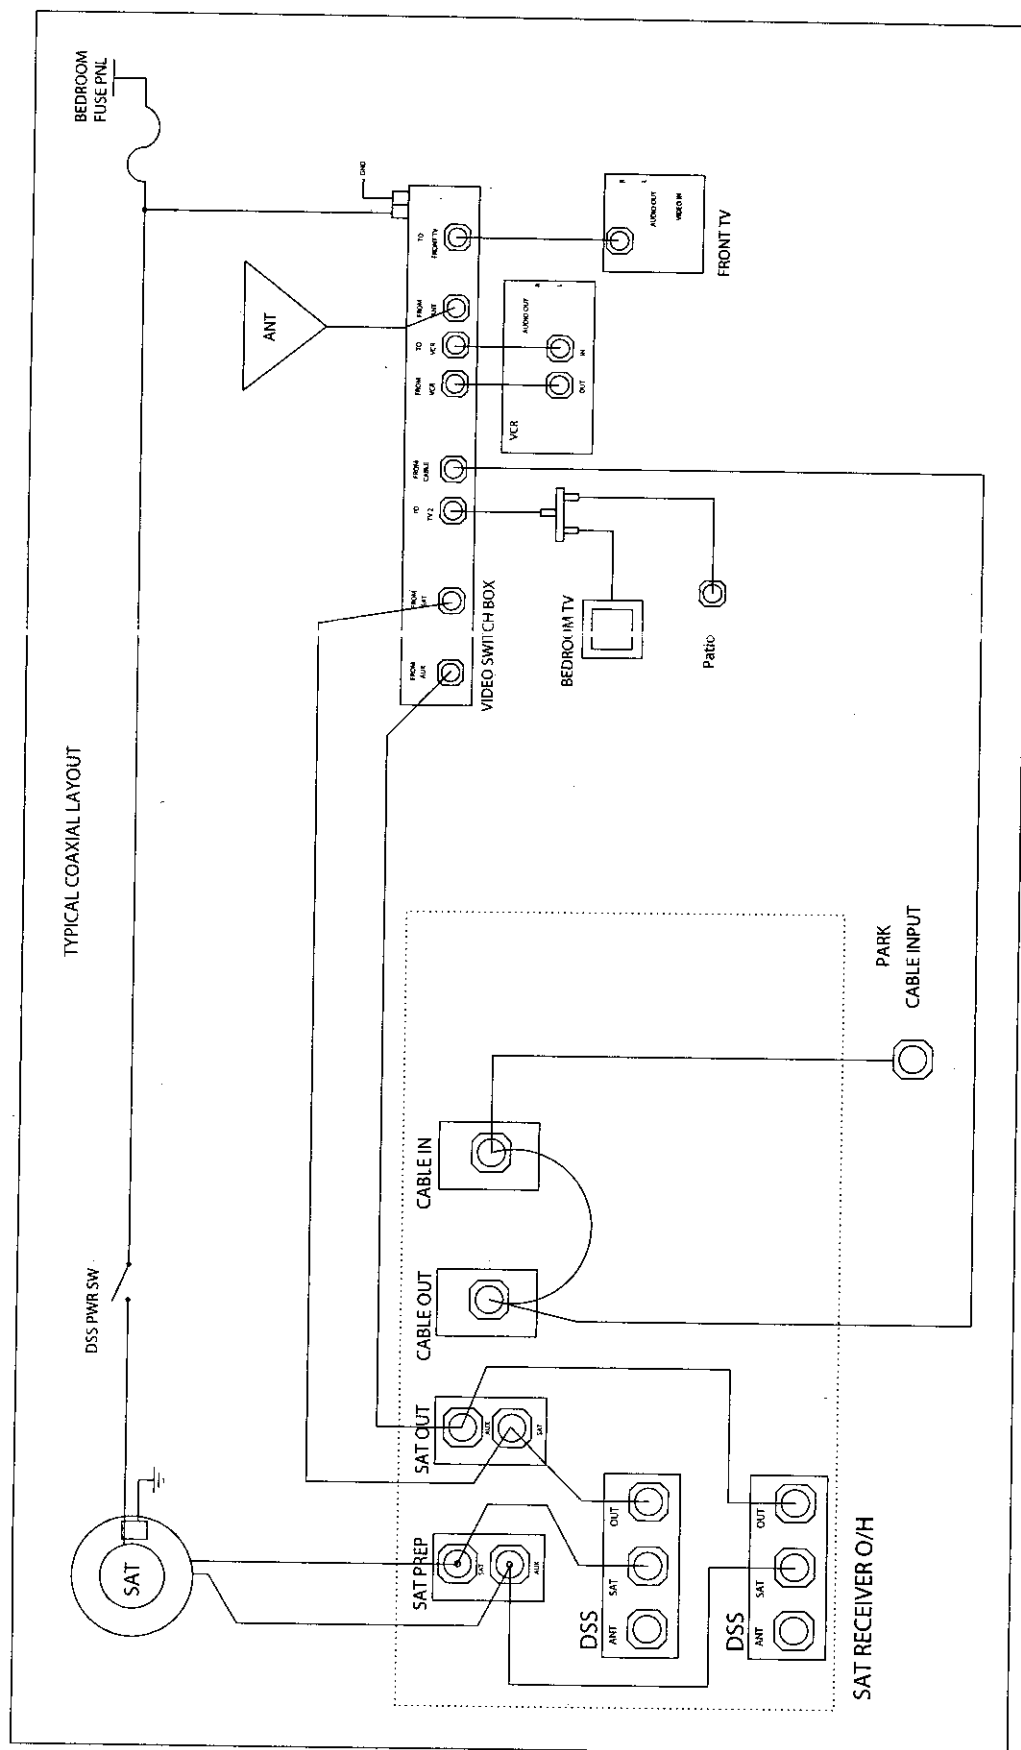 TYPICAL COAXIAL LAYOUT
BEDROOM
FUSE PNL
DSS PWR SW
SAT
ANT
GND
TO
FRONT TV
FROM
ANT
TO
VCR
FROM
VCR
FROM
CABLE
TO
TV 2
FROM
SAT
FROM
AUX
VIDEO SWITCH BOX
R
L
AUDIO OUT
VIDEO IN
FRONT TV
R
L
AUDIO OUT
IN
OUT
VCR
BEDROOM TV
Patio
SAT PREP
SAT
AUX
SAT OUT
AUX
SAT
CABLE OUT
CABLE IN
DSS
ANT
SAT
OUT
DSS
ANT
SAT
OUT
SAT RECEIVER O/H
PARK
CABLE INPUT